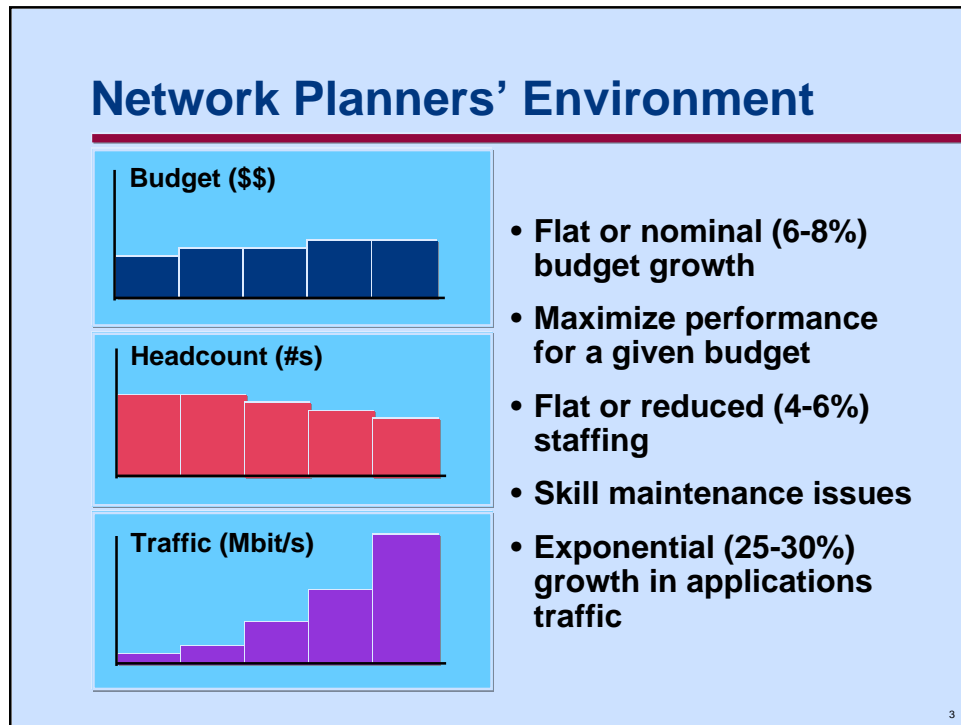 Network Planners’ Environment
Budget ($$)
Headcount (#s)
Traffic (Mbit/s)
• Flat or nominal (6-8%)
budget growth
• Maximize performance
for a given budget
• Flat or reduced (4-6%)
staffing
• Skill maintenance issues
• Exponential (25-30%)
growth in applications
traffic
3